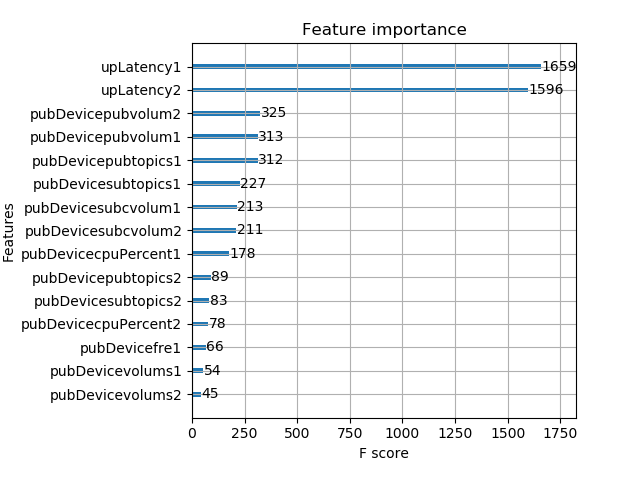 Feature importance
upLatency1 1659
upLatency2 1596
pubDevicepubvolum2 325
pubDevicepubvolum1 313
pubDevicepubtopics1 312
pubDevicesubtopics1 227
pubDevicesubcvolum1 213
pubDevicesubcvolum2 211
pubDevicecpuPercent1 178
pubDevicepubtopics2 89
pubDevicesubtopics2 83
pubDevicecpuPercent2 78
pubDevicefre1 66
pubDevicevolums1 54
pubDevicevolums2 45
Features
0 250 500 750 1000 1250 1500 1750
F score